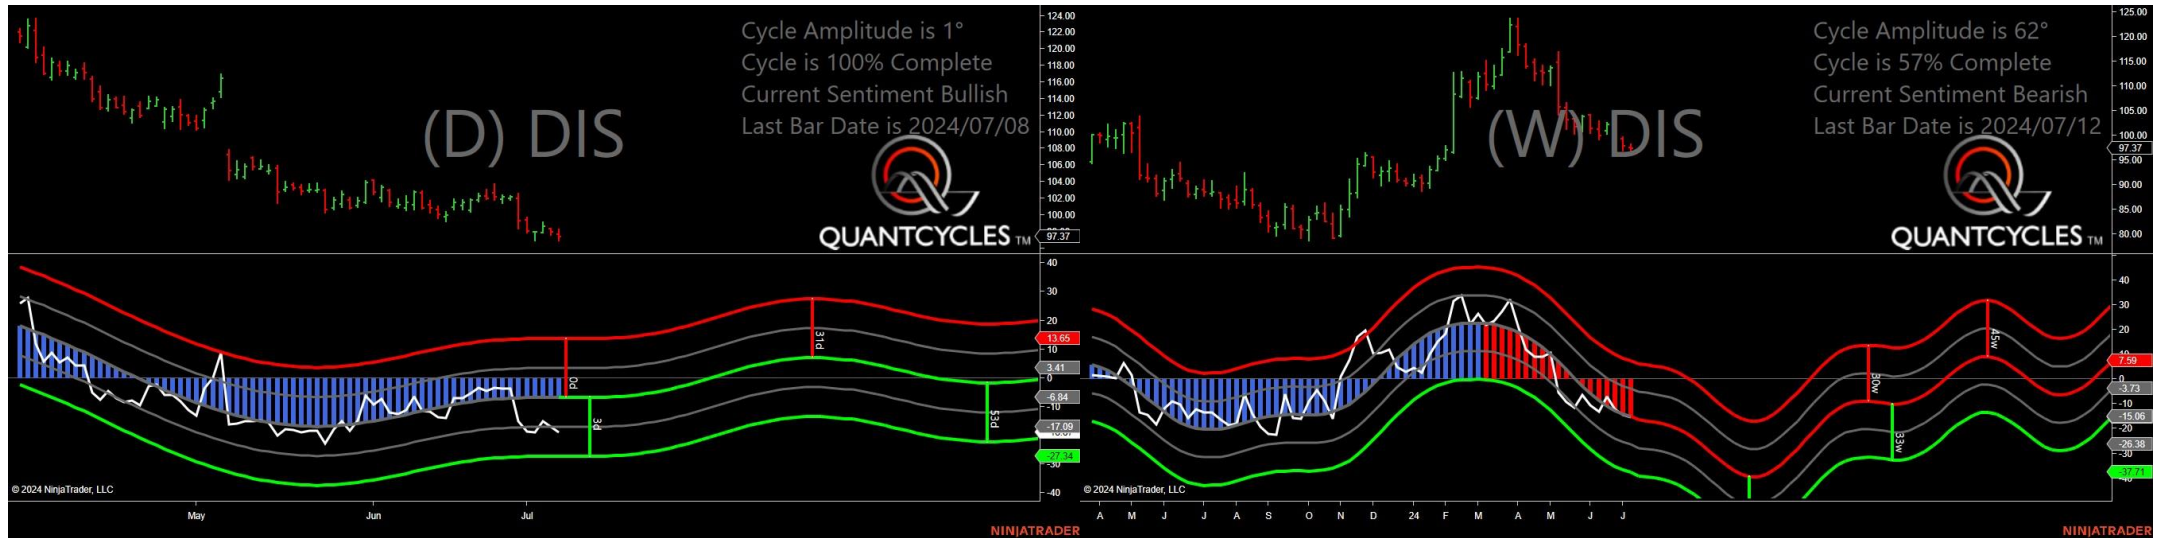 Cycle Amplitude is 1°
Cycle is 100% Complete
Current Sentiment Bullish
Last Bar Date is 2024/07/08
(D) DIS
QUANTCYCLES TM
124.00
122.00
120.00
118.00
116.00
114.00
112.00
110.00
108.00
106.00
104.00
102.00
100.00
97.37
40
30
20
13.65
10
3.41
0
-6.84
-10
-17.09
-27.34
-30
-40
0d
3d
31d
53d
© 2024 NinjaTrader, LLC
May Jun Jul
NINJATRADER
Cycle Amplitude is 62°
Cycle is 57% Complete
Current Sentiment Bearish
Last Bar Date is 2024/07/12
(W) DIS
QUANTCYCLES TM
125.00
120.00
115.00
110.00
105.00
100.00
97.37
95.00
90.00
85.00
80.00
40
30
20
7.59
0
-3.73
-10
-15.06
-20
-26.38
-30
-37.71
30w
33w
45w
© 2024 NinjaTrader, LLC
A M J J A S O N D 24 F M A M J J
NINJATRADER